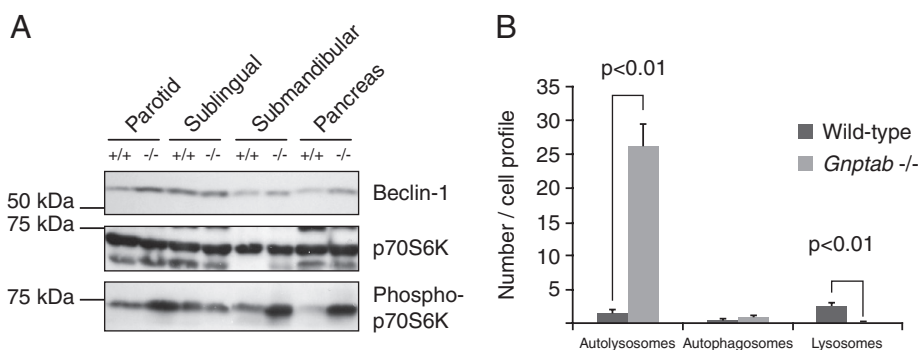 A
Parotid
Sublingual
Submandibular
Pancreas
+/+ -/- +/+ -/- +/+ -/- +/+ -/-
50 kDa
Beclin-1
75 kDa
p70S6K
75 kDa
Phospho-
p70S6K
B
Number / cell profile
35
30
25
20
15
10
5
p<0.01
p<0.01
Wild-type
Gnptab -/-
Autolysosomes
Autophagosomes
Lysosomes